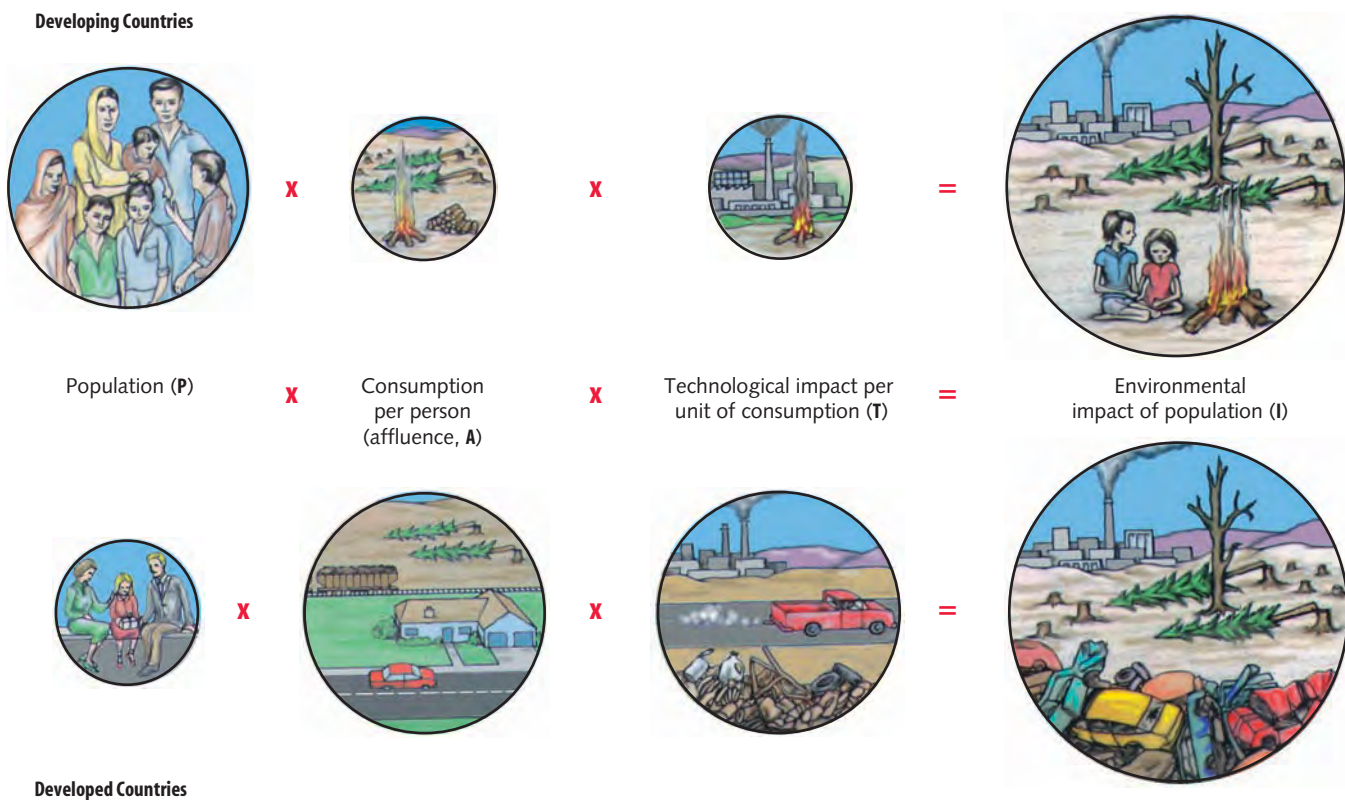 Developing Countries
x x =
Population (P) x Consumption x Technological impact per = Environmental
per person unit of consumption (T) impact of population (I)
(affluence, A)
x x =
Developed Countries